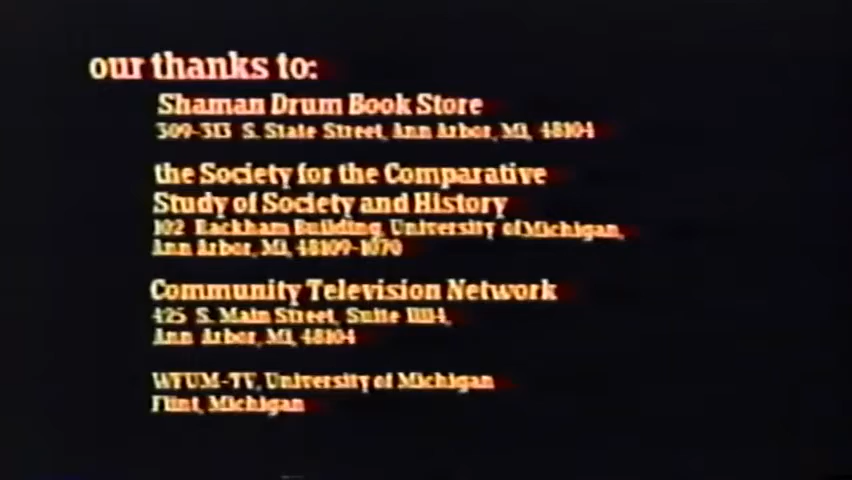 our thanks to:
Shaman Drum Book Store
309-313 S. State Street, Ann Arbor, MI, 48104
the Society for the Comparative
Study of Society and History
102 Rackham Building, University of Michigan,
Ann Arbor, MI, 48109-1070
Community Television Network
425 S. Main Street, Suite
Ann Arbor, MI, 48104
WFUM-TV, University of Michigan
Flint, Michigan